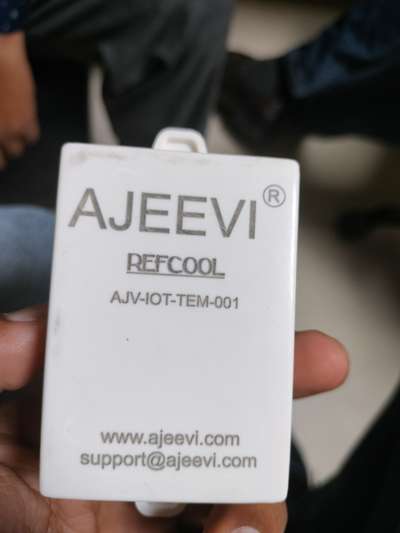 AJEEVI®
REFCOOL
AJV-IOT-TEM-001
www.ajeevi.com
support@ajeevi.com